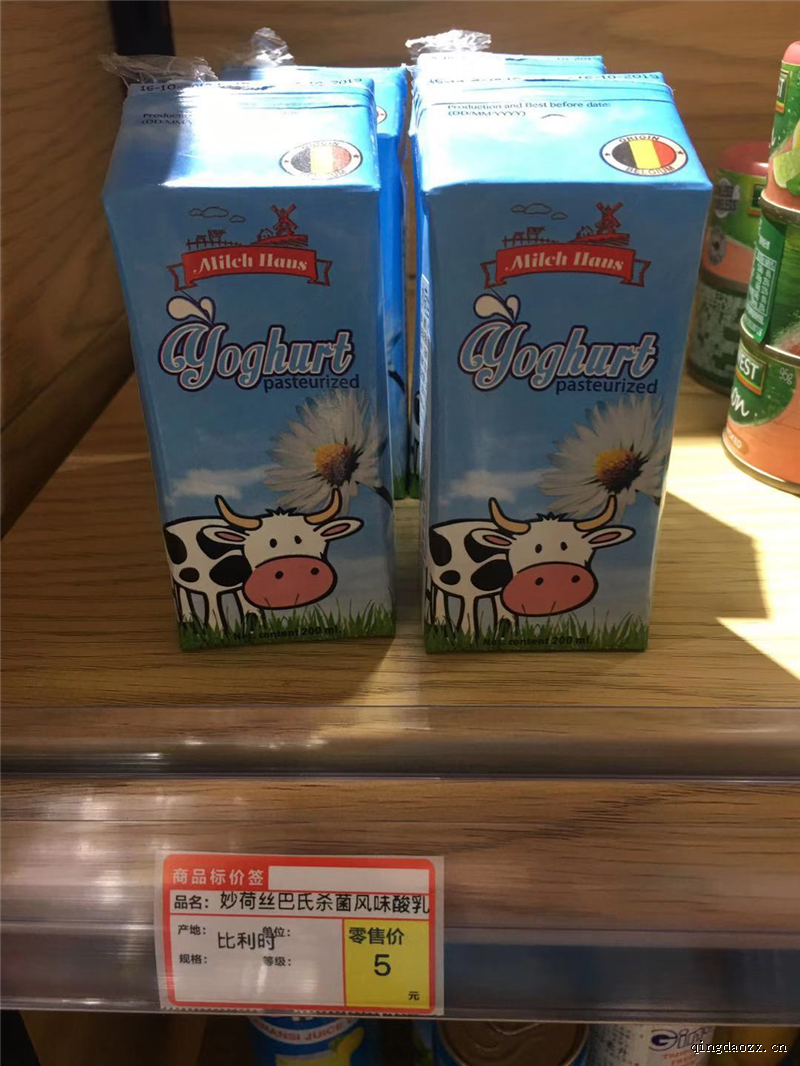 Production and Best before date:
(DD/MM/YYYY)
ORIGIN
BELGIUM
Milch Haus
Yoghurt
pasteurized
Net content 200 ml
(DD/MM/
Milch Haus
Yoghurt
pasteurized
Net content 200 ml
95g
商品标价签
品名: 妙荷丝巴氏杀菌风味酸乳
产地: 比利时 单位:
规格: 等级:
零售价
5
元
qingdaozx.cn